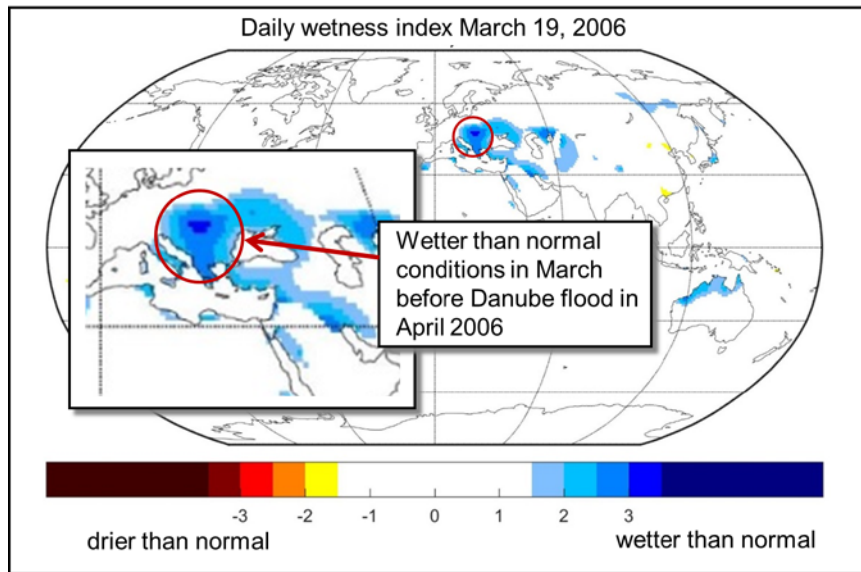 Daily wetness index March 19, 2006
Wetter than normal
conditions in March
before Danube flood in
April 2006
-3 -2 -1 0 1 2 3
drier than normal wetter than normal